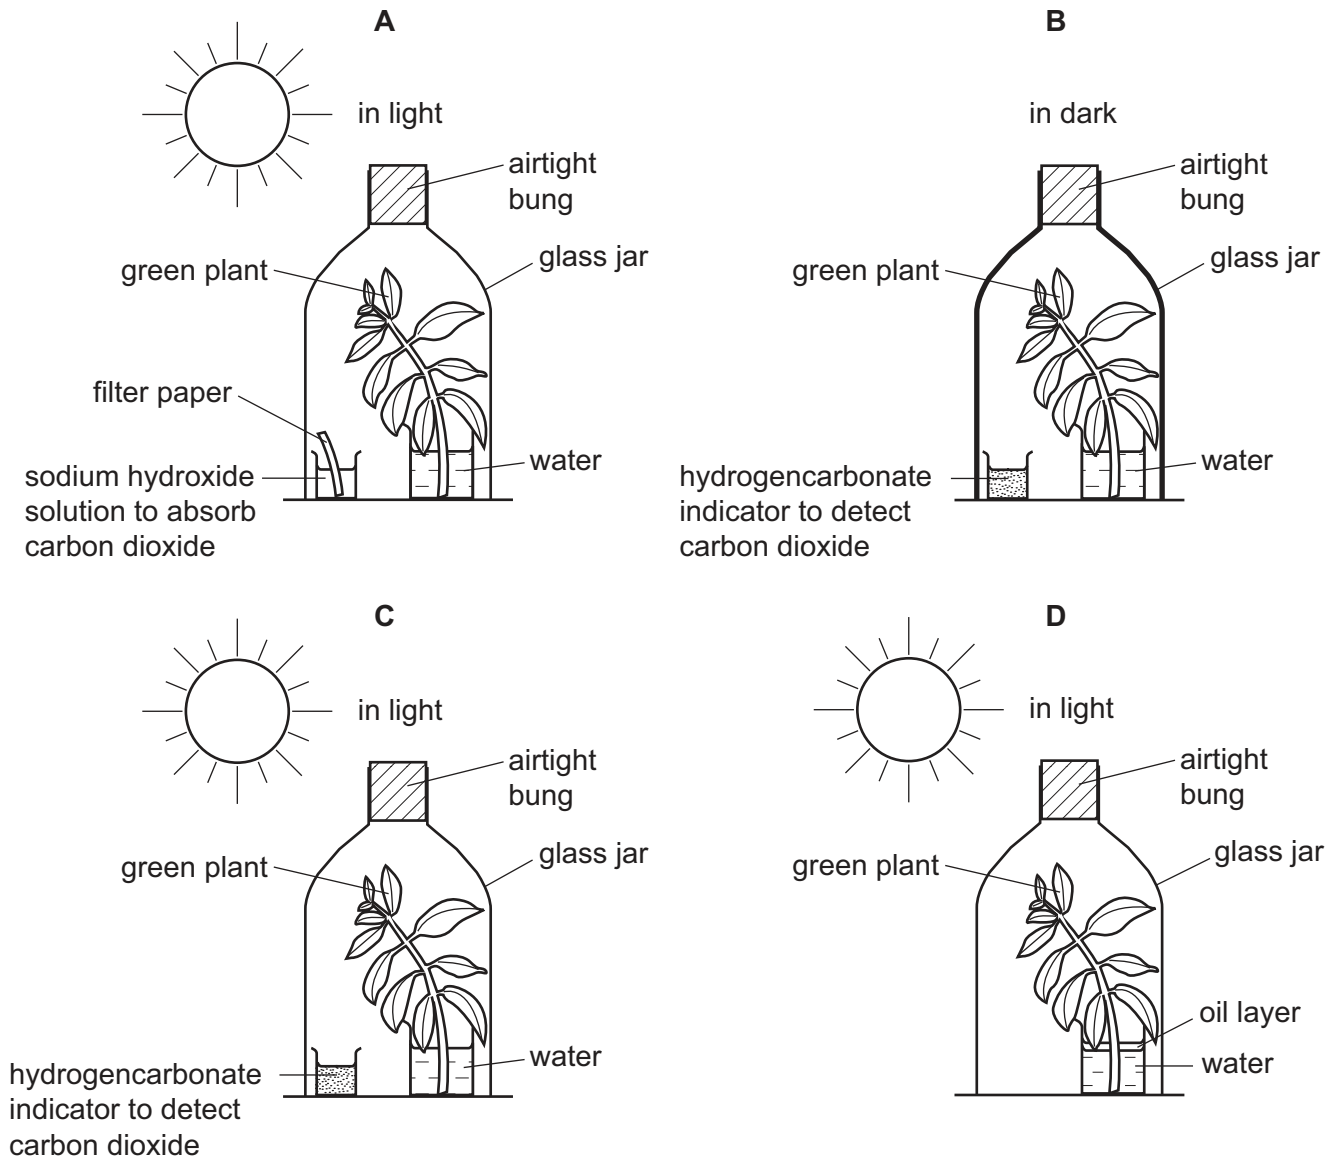 A
in light
airtight
bung
green plant
glass jar
filter paper
water
sodium hydroxide
solution to absorb
carbon dioxide
B
in dark
airtight
bung
green plant
glass jar
water
hydrogencarbonate
indicator to detect
carbon dioxide
C
in light
airtight
bung
green plant
glass jar
water
hydrogencarbonate
indicator to detect
carbon dioxide
D
in light
airtight
bung
green plant
glass jar
oil layer
water